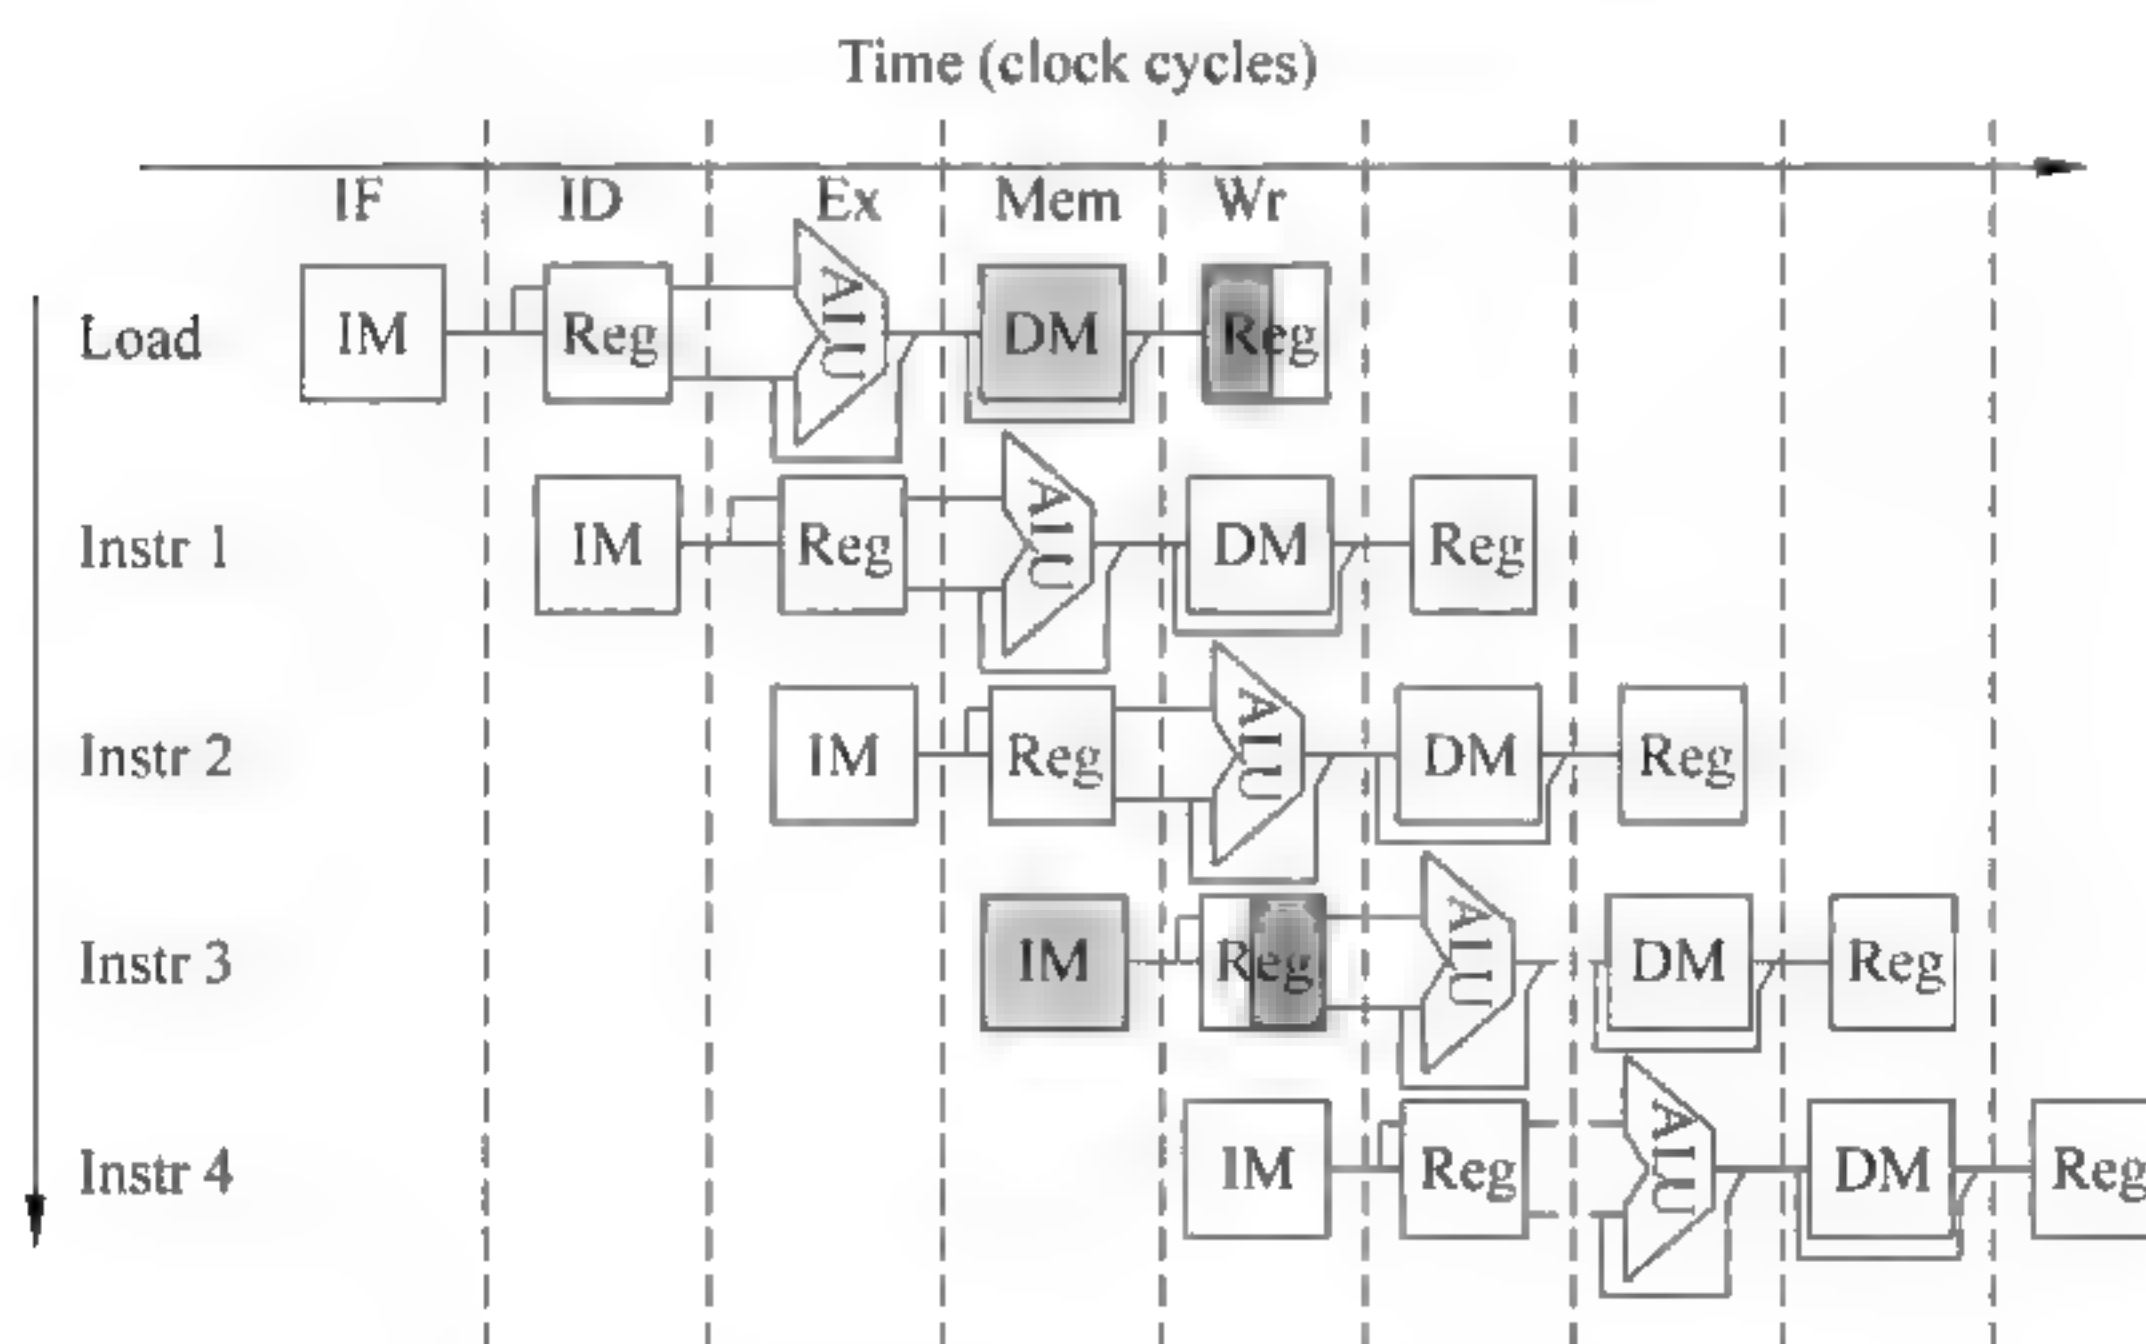 Time (clock cycles)
IF ID Ex Mem Wr
Load IM Reg ALU DM Reg
Instr 1 IM Reg ALU DM Reg
Instr 2 IM Reg ALU DM Reg
Instr 3 IM Reg ALU DM Reg
Instr 4 IM Reg ALU DM Reg